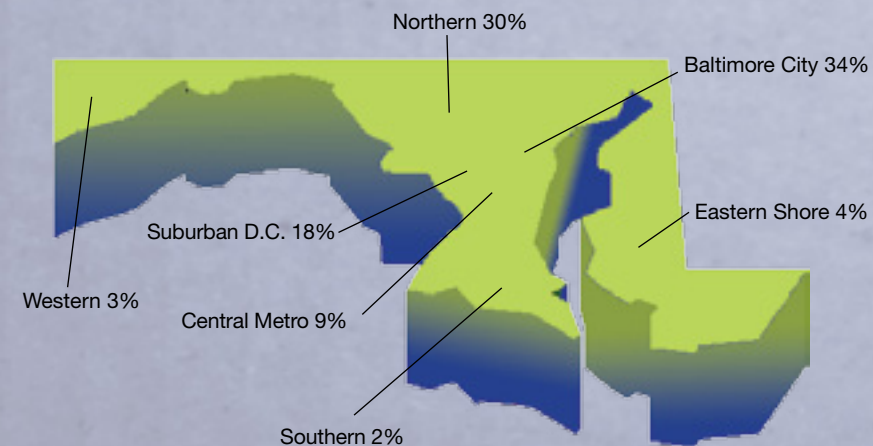 Northern 30%
Baltimore City 34%
Eastern Shore 4%
Suburban D.C. 18%
Western 3%
Central Metro 9%
Southern 2%